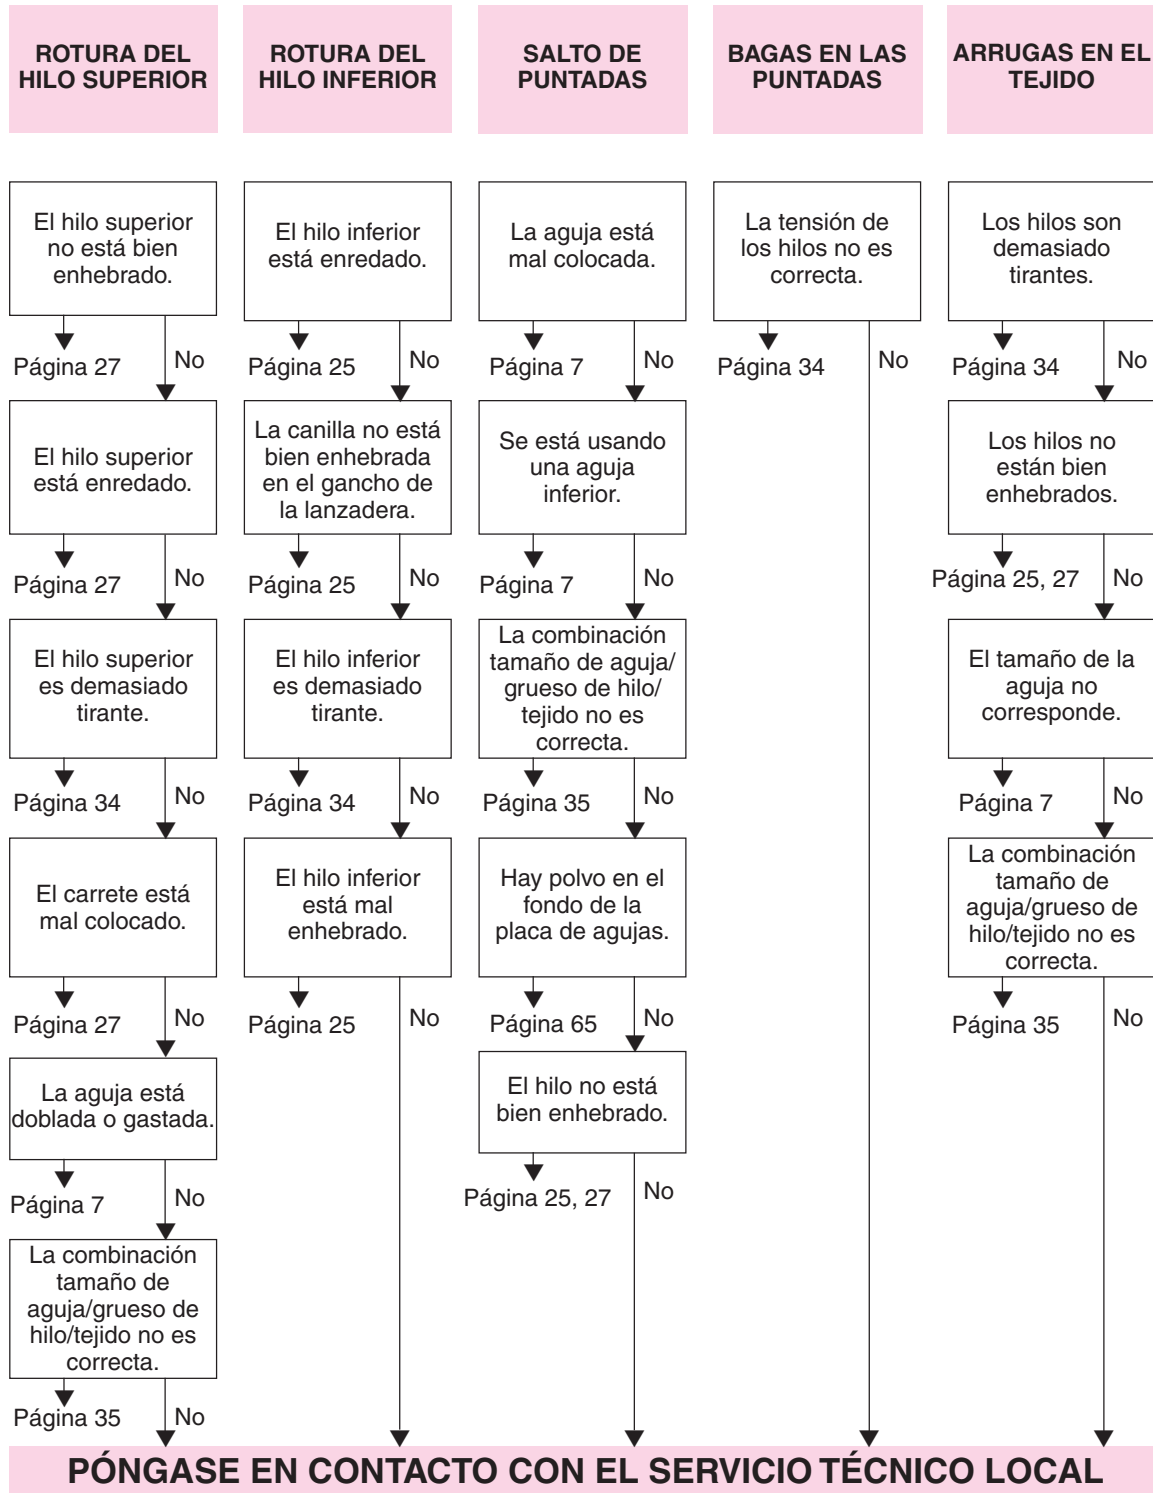 ROTURA DEL
HILO SUPERIOR
ROTURA DEL
HILO INFERIOR
SALTO DE
PUNTADAS
BAGAS EN LAS
PUNTADAS
ARRUGAS EN EL
TEJIDO
El hilo superior
no está bien
enhebrado.
Página 27
No
El hilo superior
está enredado.
Página 27
No
El hilo superior
es demasiado
tirante.
Página 34
No
El carrete está
mal colocado.
Página 27
No
La aguja está
doblada o gastada.
Página 7
No
La combinación
tamaño de
aguja/grueso de
hilo/tejido no es
correcta.
Página 35
No
El hilo inferior
está enredado.
Página 25
No
La canilla no está
bien enhebrada
en el gancho de
la lanzadera.
Página 25
No
El hilo inferior
es demasiado
tirante.
Página 34
No
El hilo inferior
está mal
enhebrado.
Página 25
No
La aguja está
mal colocada.
Página 7
No
Se está usando
una aguja
inferior.
Página 7
No
La combinación
tamaño de aguja/
grueso de hilo/
tejido no es
correcta.
Página 35
No
Hay polvo en el
fondo de la
placa de agujas.
Página 65
No
El hilo no está
bien enhebrado.
Página 25, 27
No
La tensión de
los hilos no es
correcta.
Página 34
No
Los hilos son
demasiado
tirantes.
Página 34
No
Los hilos no
están bien
enhebrados.
Página 25, 27
No
El tamaño de la
aguja no
corresponde.
Página 7
No
La combinación
tamaño de
aguja/grueso de
hilo/tejido no es
correcta.
Página 35
No
PÓNGASE EN CONTACTO CON EL SERVICIO TÉCNICO LOCAL